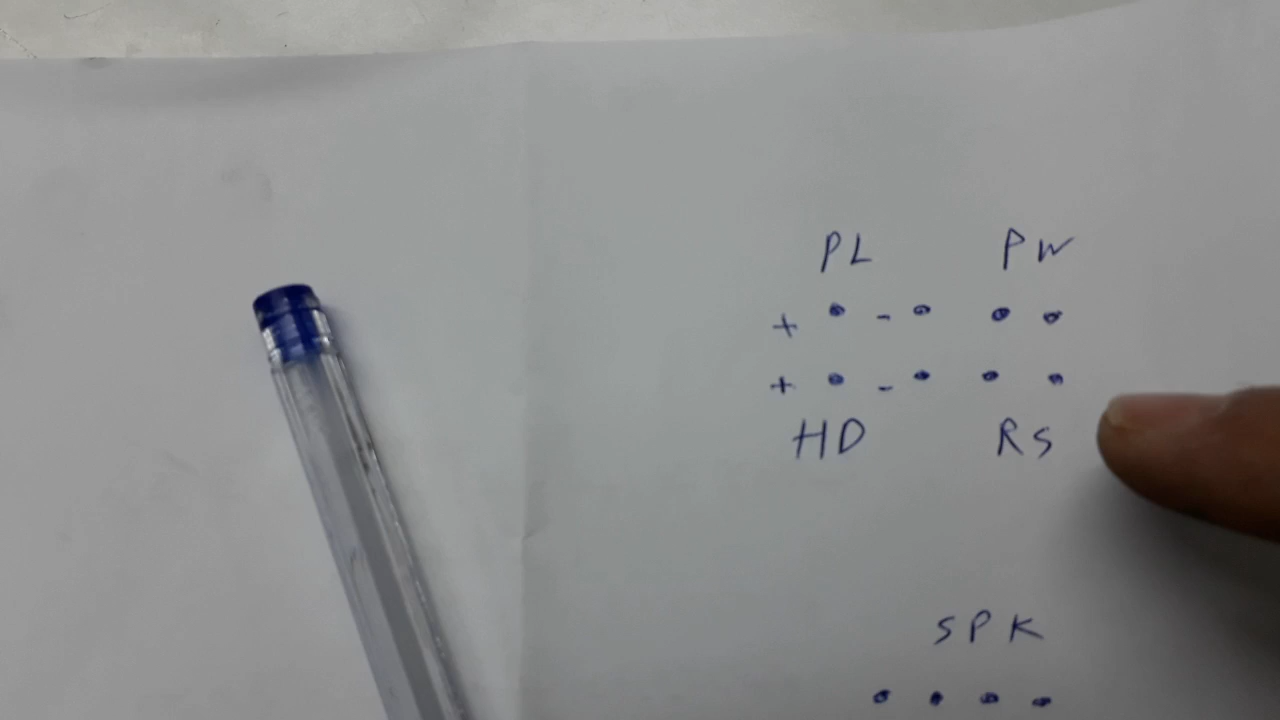 PL PW
+ • - • • •
+ • - • • •
HD RS
SPK
• • • •